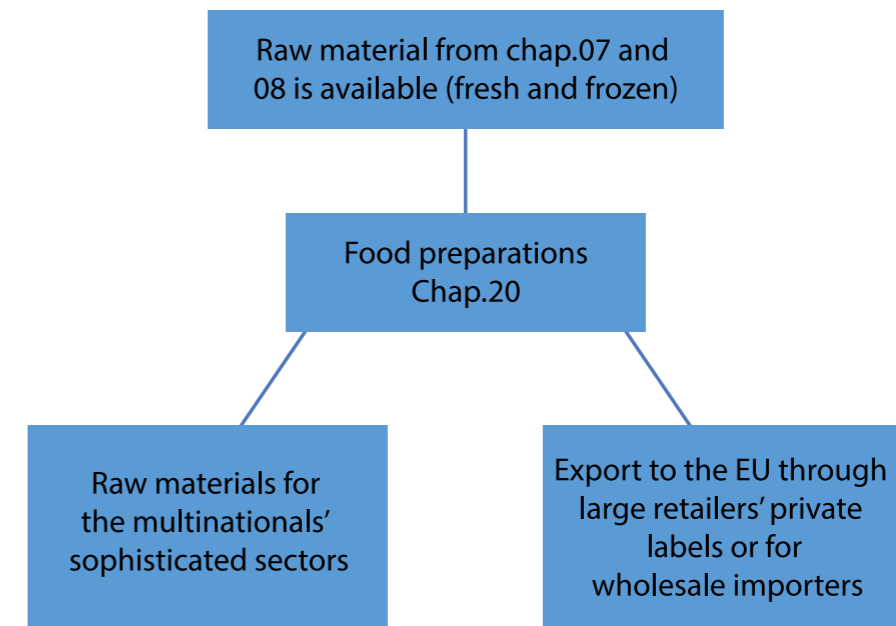 Raw material from chap.07 and
08 is available (fresh and frozen)
Food preparations
Chap.20
Raw materials for
the multinationals’
sophisticated sectors
Export to the EU through
large retailers’ private
labels or for
wholesale importers